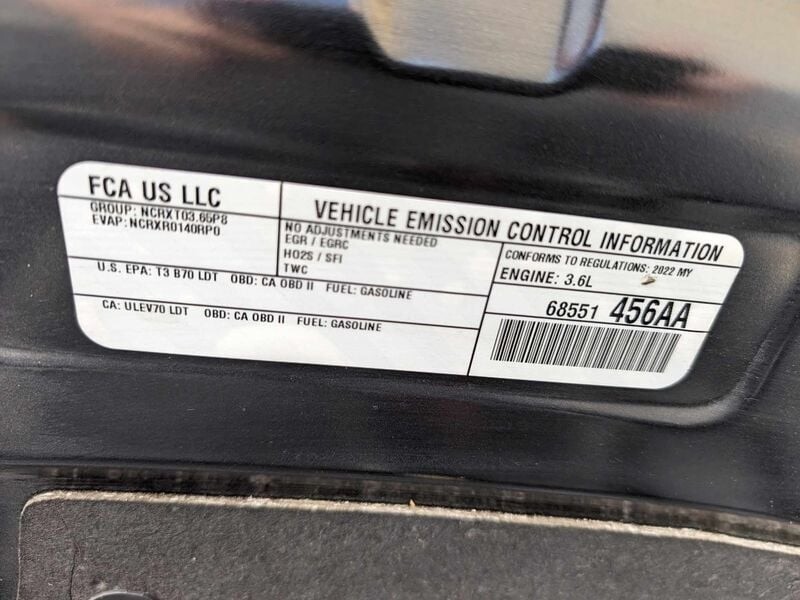 FCA US LLC
VEHICLE EMISSION CONTROL INFORMATION
GROUP: NCRXT03.65P8
EVAP: NCRXR0140RP0
NO ADJUSTMENTS NEEDED
EGR / EGRC
HO2S / SFI
TWC
CONFORMS TO REGULATIONS: 2022 MY
ENGINE: 3.6L
U.S. EPA: T3 B70 LDT OBD: CA OBD II FUEL: GASOLINE
CA: ULEV70 LDT OBD: CA OBD II FUEL: GASOLINE
68551 456AA